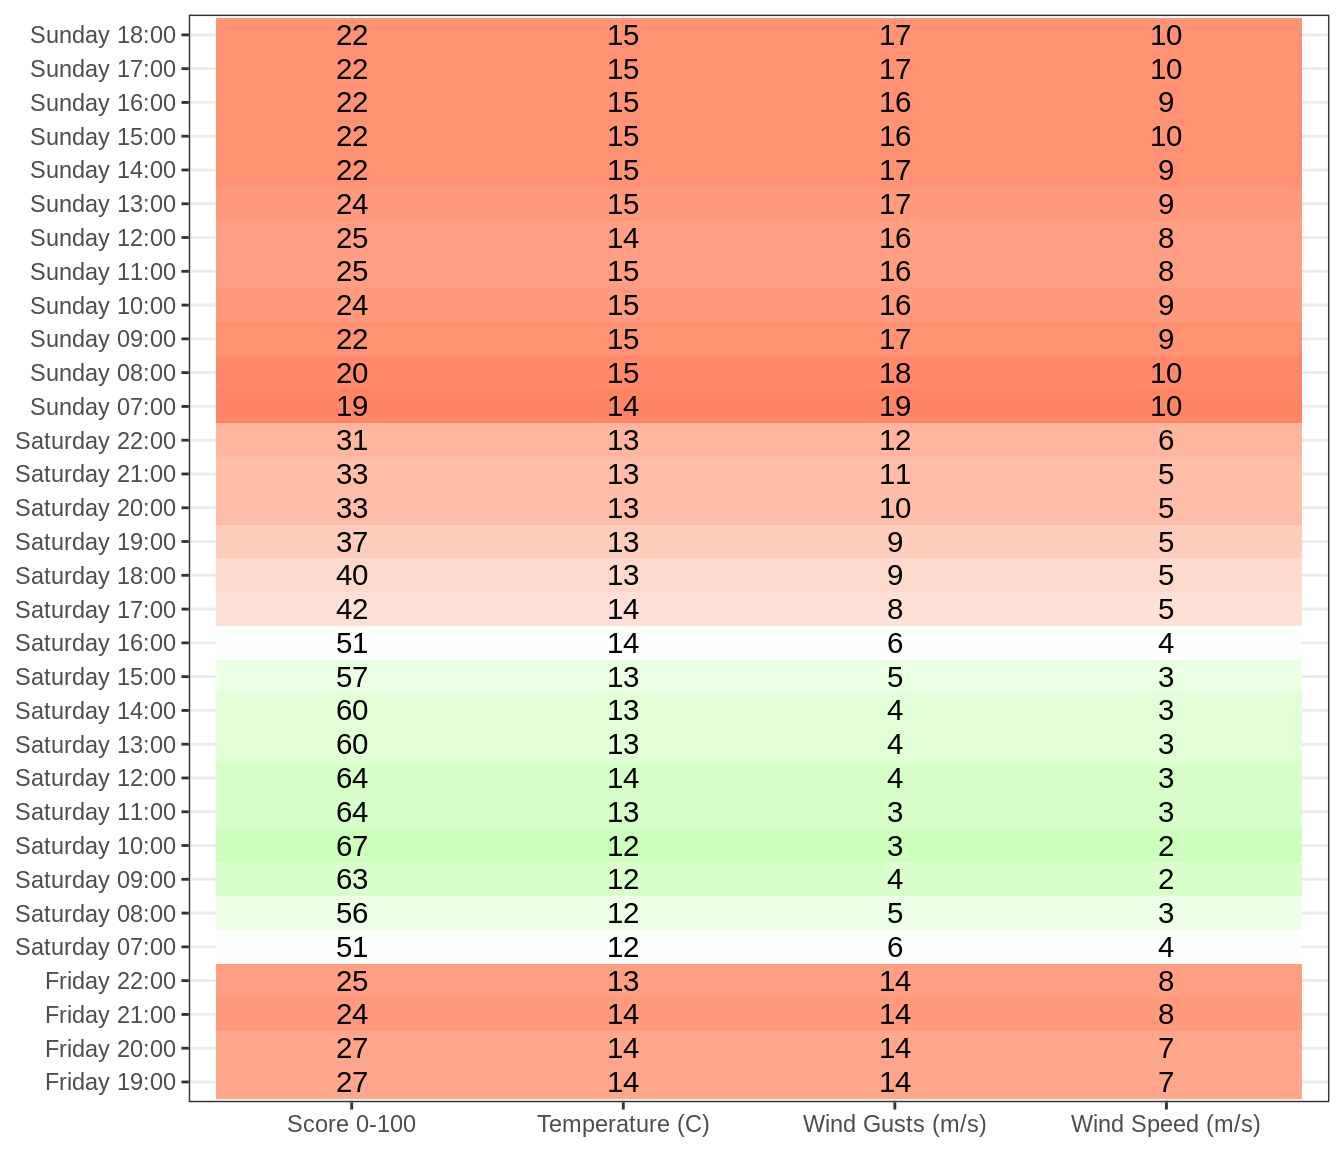 Sunday 18:00 22 15 17 10
Sunday 17:00 22 15 17 10
Sunday 16:00 22 15 16 9
Sunday 15:00 22 15 16 10
Sunday 14:00 22 15 17 9
Sunday 13:00 24 15 17 9
Sunday 12:00 25 14 16 8
Sunday 11:00 25 15 16 8
Sunday 10:00 24 15 16 9
Sunday 09:00 22 15 17 9
Sunday 08:00 20 15 18 10
Sunday 07:00 19 14 19 10
Saturday 22:00 31 13 12 6
Saturday 21:00 33 13 11 5
Saturday 20:00 33 13 10 5
Saturday 19:00 37 13 9 5
Saturday 18:00 40 13 9 5
Saturday 17:00 42 14 8 5
Saturday 16:00 51 14 6 4
Saturday 15:00 57 13 5 3
Saturday 14:00 60 13 4 3
Saturday 13:00 60 13 4 3
Saturday 12:00 64 14 4 3
Saturday 11:00 64 13 3 3
Saturday 10:00 67 12 3 2
Saturday 09:00 63 12 4 2
Saturday 08:00 56 12 5 3
Saturday 07:00 51 12 6 4
Friday 22:00 25 13 14 8
Friday 21:00 24 14 14 8
Friday 20:00 27 14 14 7
Friday 19:00 27 14 14 7
Score 0-100 Temperature (C) Wind Gusts (m/s) Wind Speed (m/s)